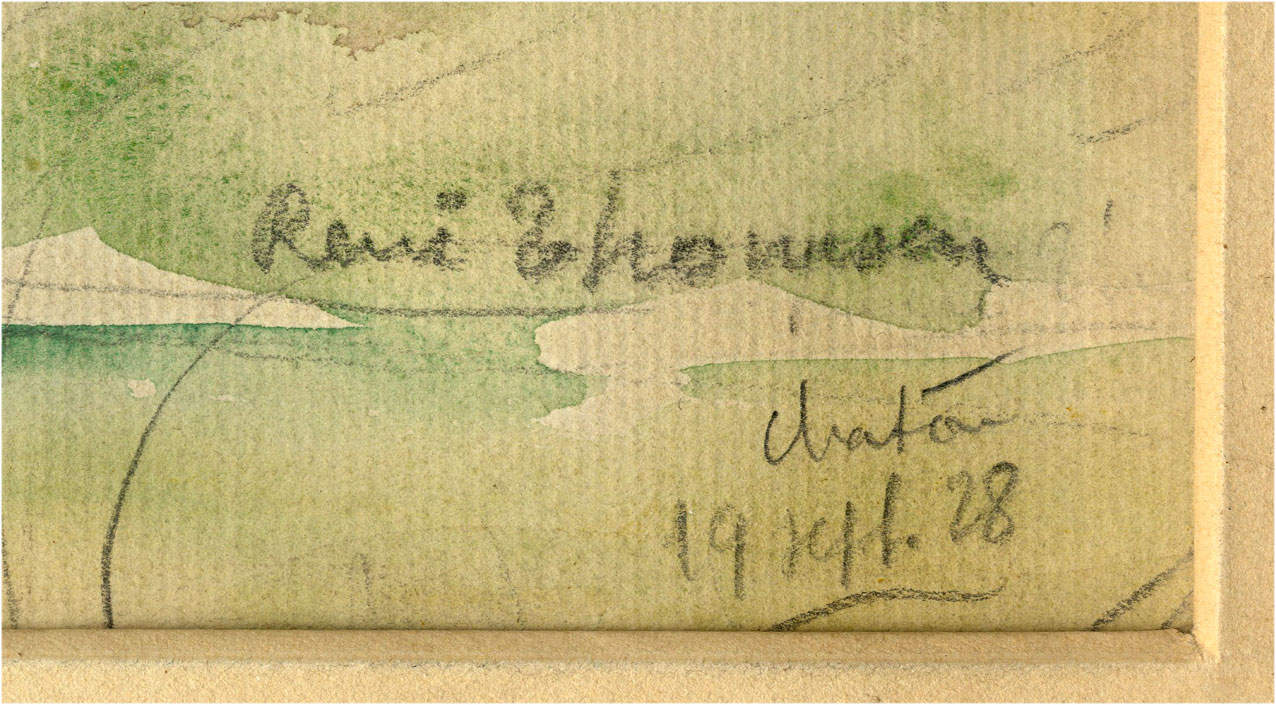 René Thomsen
Chatou
19 sept. 28